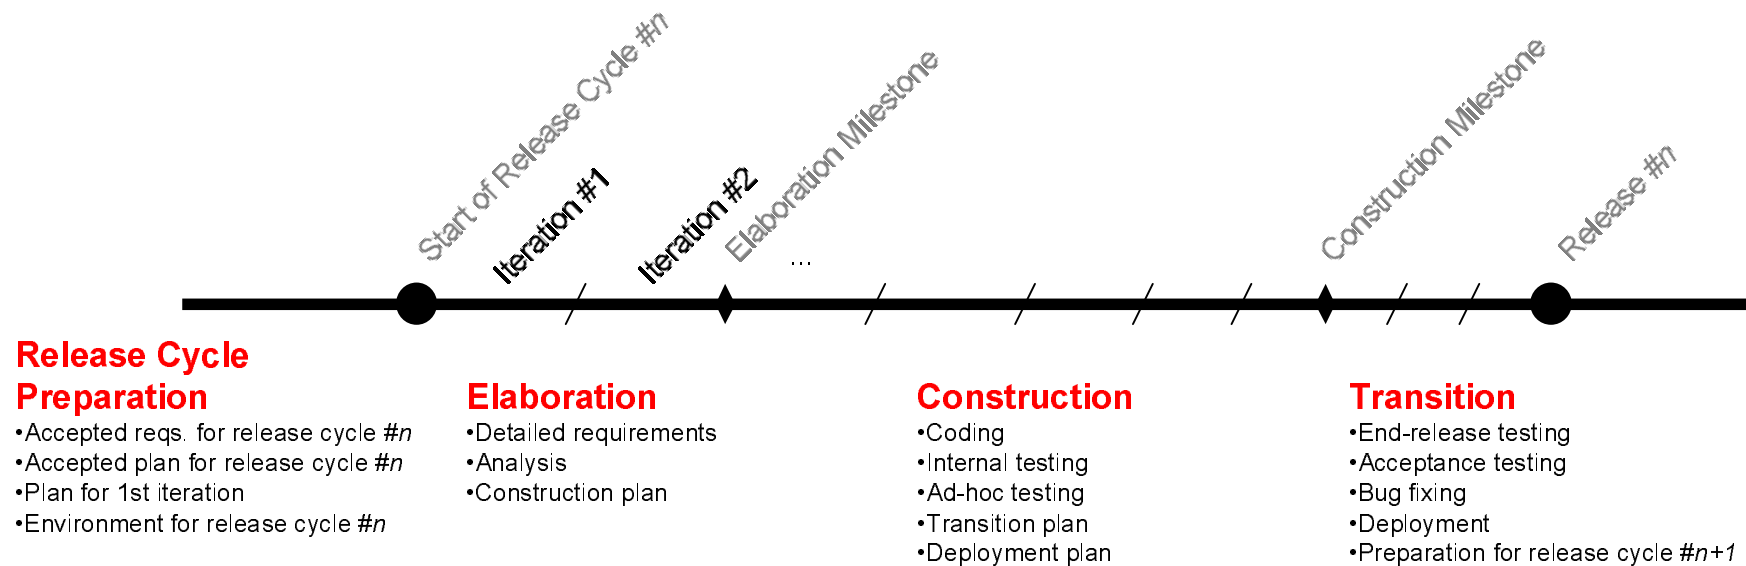 Start of Release Cycle #n
Iteration #1
Iteration #2
Elaboration Milestone
...
Construction Milestone
Release #n
Release Cycle
Preparation
•Accepted reqs. for release cycle #n
•Accepted plan for release cycle #n
•Plan for 1st iteration
•Environment for release cycle #n
Elaboration
•Detailed requirements
•Analysis
•Construction plan
Construction
•Coding
•Internal testing
•Ad-hoc testing
•Transition plan
•Deployment plan
Transition
•End-release testing
•Acceptance testing
•Bug fixing
•Deployment
•Preparation for release cycle #n+1